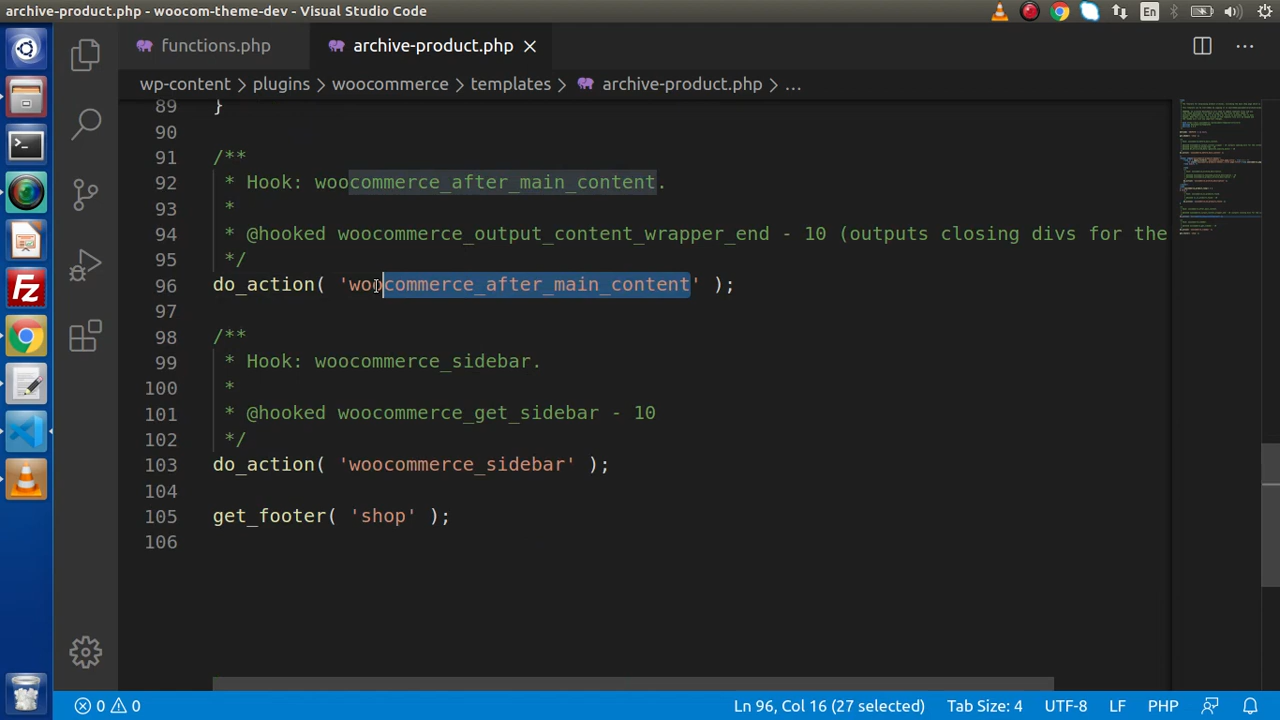 archive-product.php - woocom-theme-dev - Visual Studio Code
En
functions.php
archive-product.php
wp-content > plugins > woocommerce > templates > archive-product.php > ...
89 }
90
91 /**
92 * Hook: woocommerce_after_main_content.
93 *
94 * @hooked woocommerce_output_content_wrapper_end - 10 (outputs closing divs for the
95 */
96 do_action( 'woocommerce_after_main_content' );
97
98 /**
99 * Hook: woocommerce_sidebar.
100 *
101 * @hooked woocommerce_get_sidebar - 10
102 */
103 do_action( 'woocommerce_sidebar' );
104
105 get_footer( 'shop' );
106
0 0 Ln 96, Col 16 (27 selected) Tab Size: 4 UTF-8 LF PHP